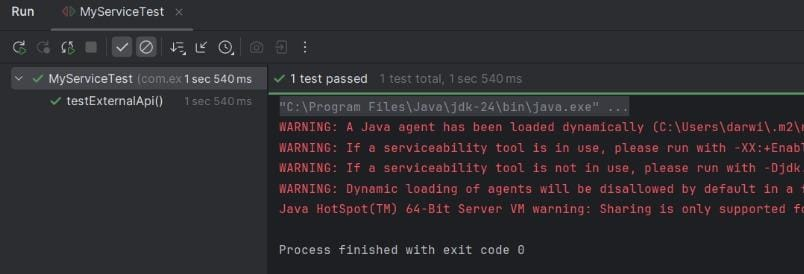 Run MyServiceTest
MyServiceTest (com.ex 1 sec 540 ms
testExternalApi() 1 sec 540 ms
1 test passed 1 test total, 1 sec 540 ms
"C:\Program Files\Java\jdk-24\bin\java.exe" ...
WARNING: A Java agent has been loaded dynamically (C:\Users\darwi\.m2\
WARNING: If a serviceability tool is in use, please run with -XX:+Enabl
WARNING: If a serviceability tool is not in use, please run with -Djdk
WARNING: Dynamic loading of agents will be disallowed by default in a f
Java HotSpot(TM) 64-Bit Server VM warning: Sharing is only supported fo
Process finished with exit code 0